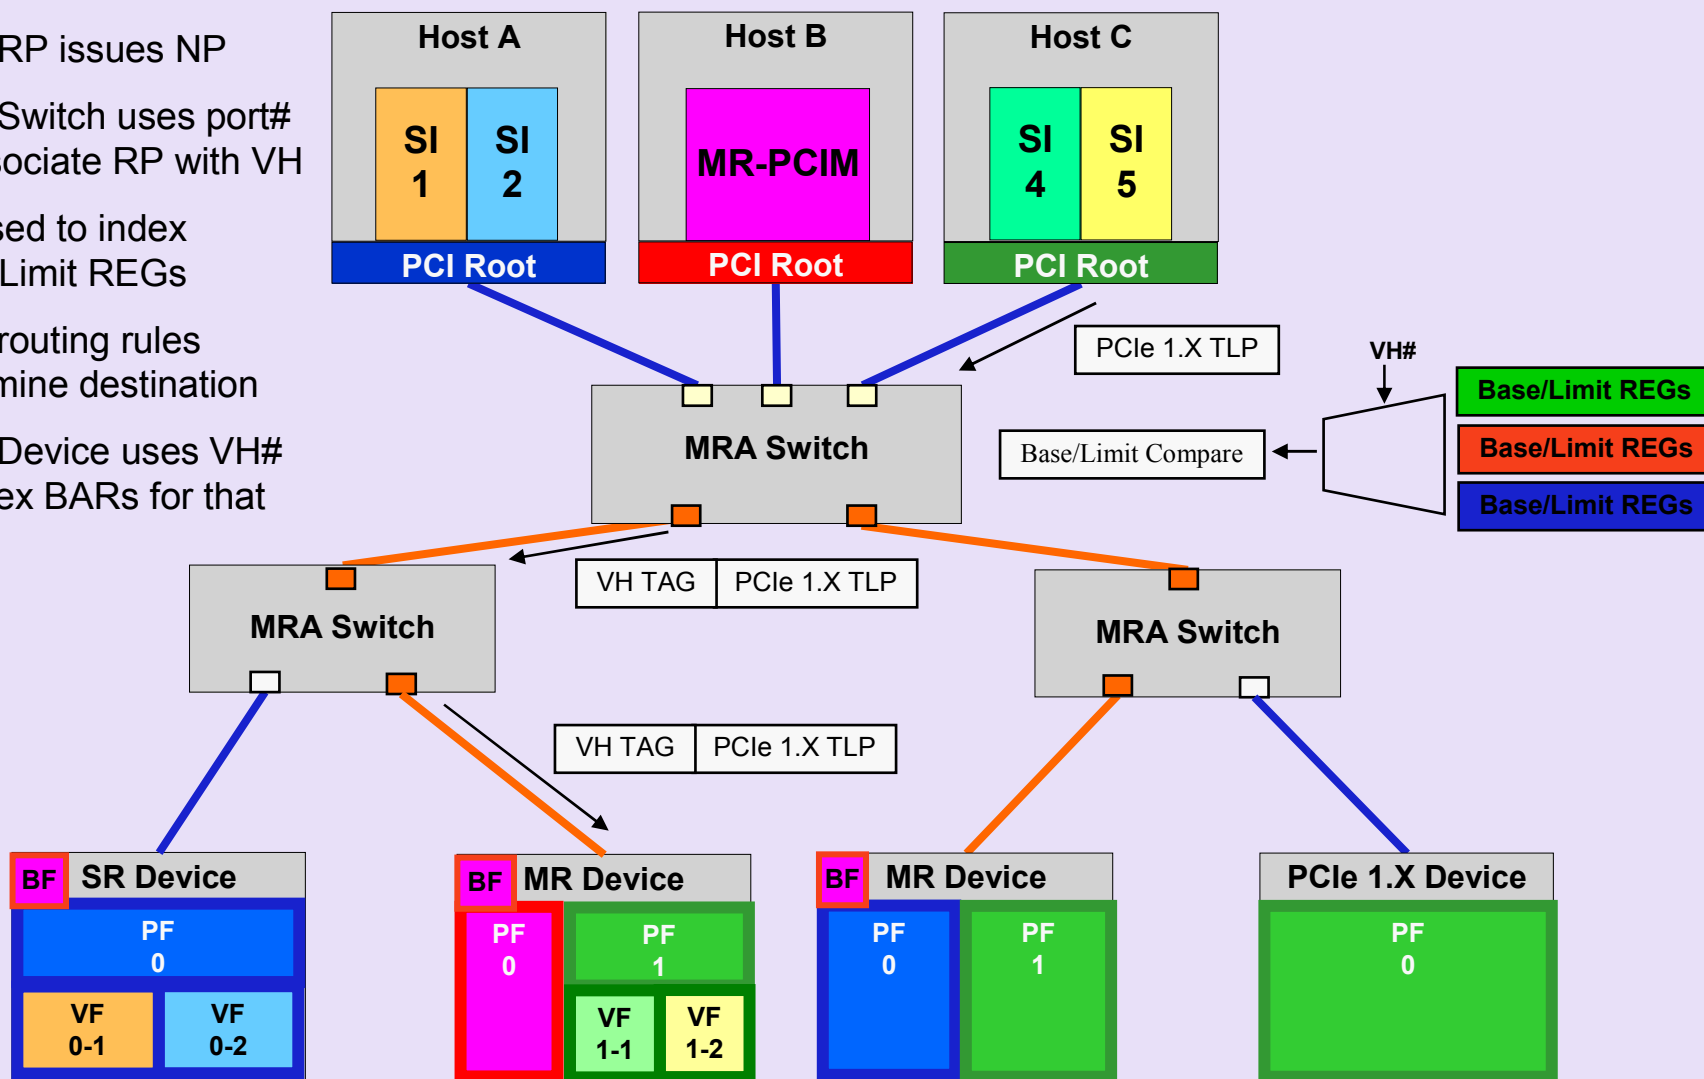 RP issues NP
Switch uses port#
sociate RP with VH
sed to index
Limit REGs
routing rules
mine destination
Device uses VH#
ex BARs for that
Host A
Host B
Host C
SI
1
SI
2
MR-PCIM
SI
4
SI
5
PCI Root
PCI Root
PCI Root
PCIe 1.X TLP
VH#
Base/Limit REGs
Base/Limit REGs
Base/Limit REGs
Base/Limit Compare
MRA Switch
VH TAG PCIe 1.X TLP
MRA Switch
MRA Switch
VH TAG PCIe 1.X TLP
BF SR Device
PF
0
VF
0-1
VF
0-2
BF MR Device
PF
0
PF
1
VF
1-1
VF
1-2
BF MR Device
PF
0
PF
1
PCIe 1.X Device
PF
0